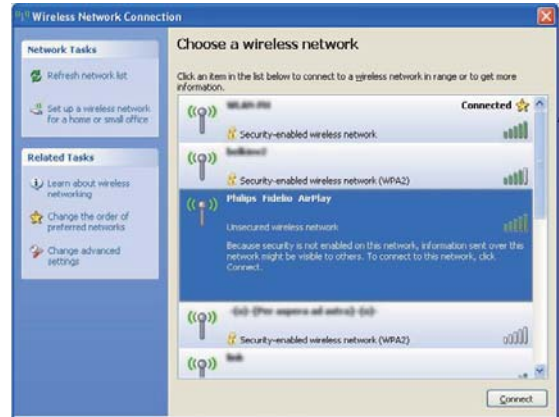 Wireless Network Connection
Network Tasks
Refresh network list
Set up a wireless network
for a home or small office
Related Tasks
Learn about wireless
networking
Change the order of
preferred networks
Change advanced
settings
Choose a wireless network
Click an item in the list below to connect to a wireless network in range or to get more
information.
Connected
Security-enabled wireless network
Security-enabled wireless network (WPA2)
Philips Fidelio AirPlay
Unsecured wireless network
Because security is not enabled on this network, information sent over this
network might be visible to others. To connect to this network, click
Connect.
Security-enabled wireless network (WPA2)
Connect